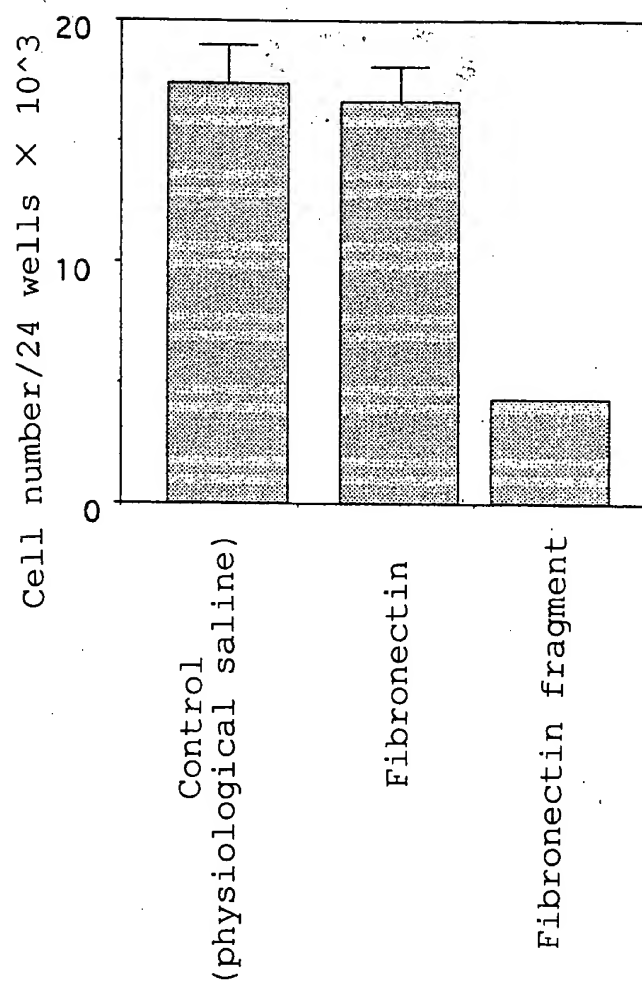 Cell number/24 wells × 10^3
20
10
0
Control
(physiological saline)
Fibronectin
Fibronectin fragment